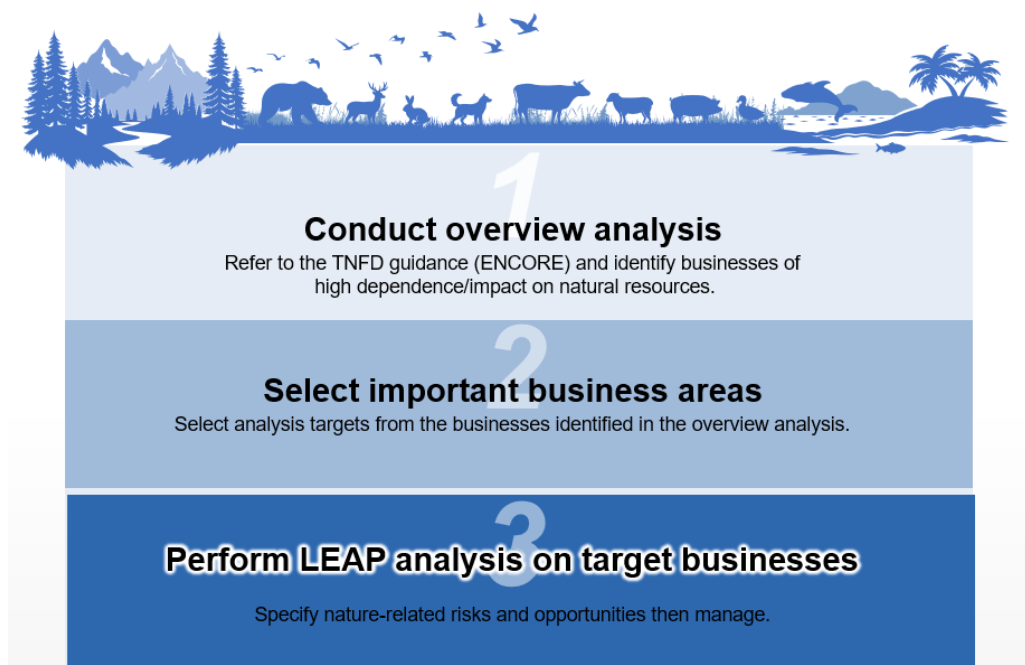 1
Conduct overview analysis
Refer to the TNFD guidance (ENCORE) and identify businesses of
high dependence/impact on natural resources.
2
Select important business areas
Select analysis targets from the businesses identified in the overview analysis.
3
Perform LEAP analysis on target businesses
Specify nature-related risks and opportunities then manage.